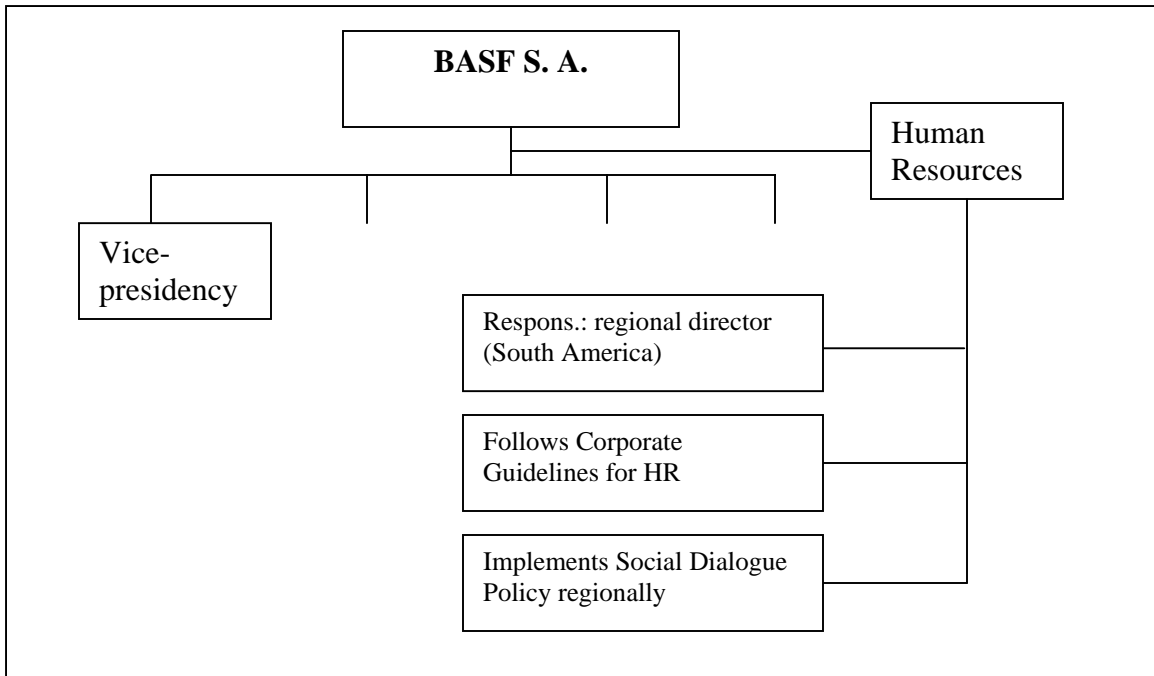 BASF S. A.
Human
Resources
Vice-
presidency
Respons.: regional director
(South America)
Follows Corporate
Guidelines for HR
Implements Social Dialogue
Policy regionally